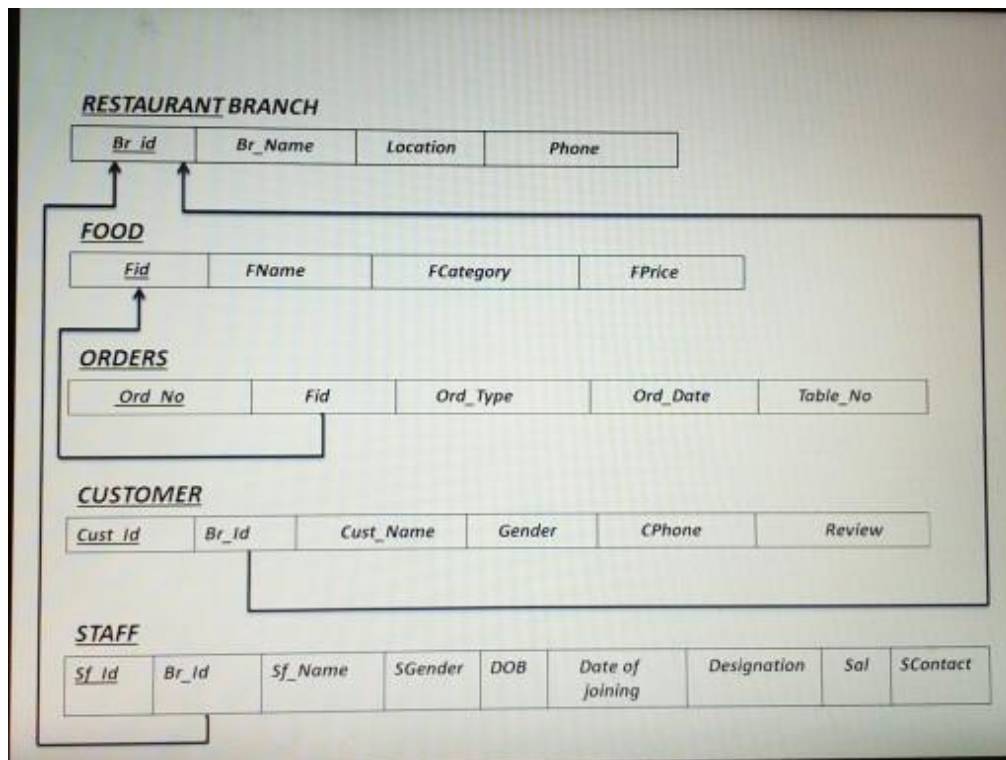 RESTAURANT BRANCH
Br_id Br_Name Location Phone
FOOD
Fid FName FCategory FPrice
ORDERS
Ord_No Fid Ord_Type Ord_Date Table_No
CUSTOMER
Cust_Id Br_Id Cust_Name Gender CPhone Review
STAFF
Sf_Id Br_Id Sf_Name SGender DOB Date of Designation Sal SContact
joining